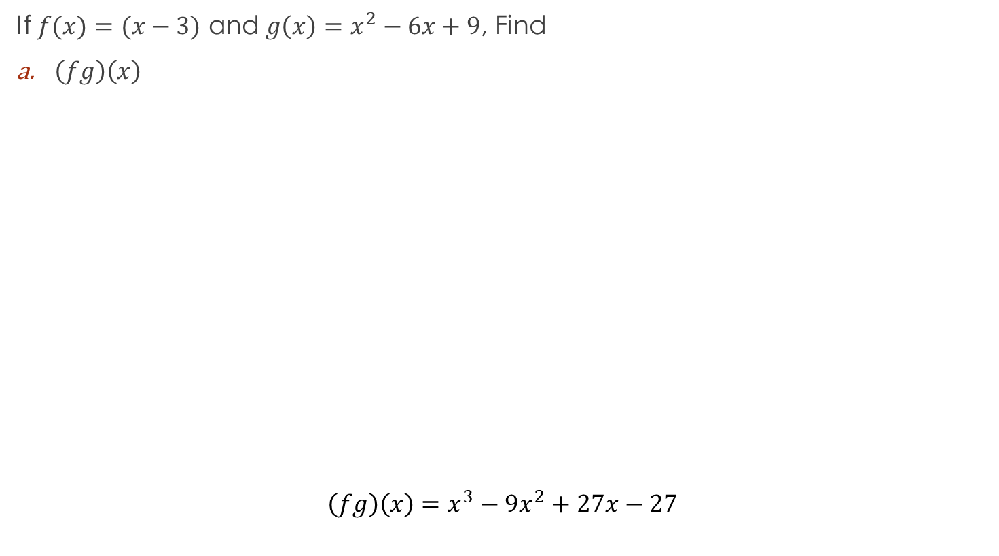 If f(x) = (x − 3) and g(x) = x² − 6x + 9, Find
a. (fg)(x)
(fg)(x) = x³ − 9x² + 27x − 27